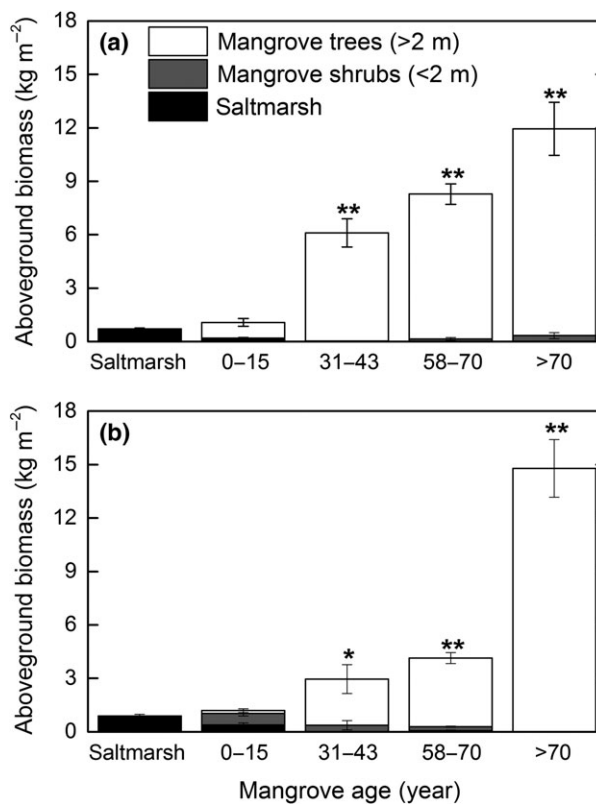 Aboveground biomass (kg m⁻²)
18
15
12
9
6
3
0
(a)
Mangrove trees (>2 m)
Mangrove shrubs (<2 m)
Saltmarsh
**
**
**
Saltmarsh 0–15 31–43 58–70 >70
Aboveground biomass (kg m⁻²)
18
15
12
9
6
3
0
(b)
**
*
**
Saltmarsh 0–15 31–43 58–70 >70
Mangrove age (year)